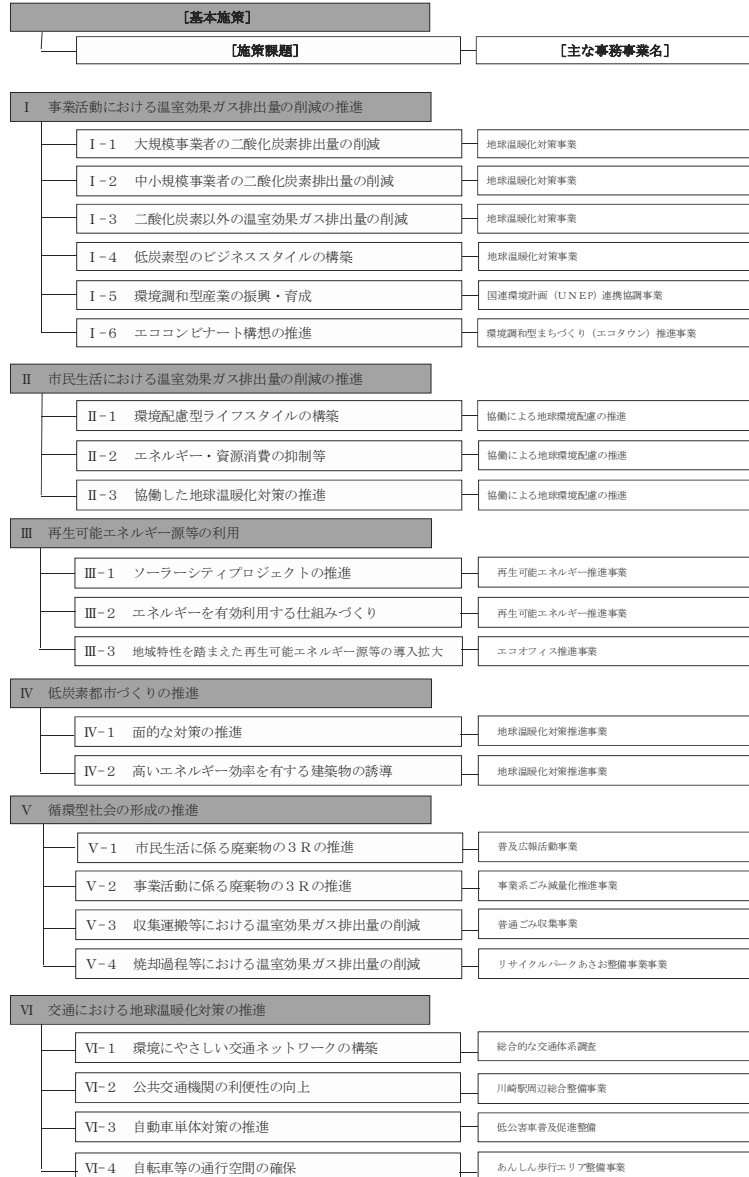 [基本施策]
[施策課題] [主な事務事業名]
Ⅰ 事業活動における温室効果ガス排出量の削減の推進
Ⅰ-1 大規模事業者の二酸化炭素排出量の削減 地球温暖化対策事業
Ⅰ-2 中小規模事業者の二酸化炭素排出量の削減 地球温暖化対策事業
Ⅰ-3 二酸化炭素以外の温室効果ガス排出量の削減 地球温暖化対策事業
Ⅰ-4 低炭素型のビジネススタイルの構築 地球温暖化対策事業
Ⅰ-5 環境調和型産業の振興・育成 国連環境計画(UNEP)連携協調事業
Ⅰ-6 エココンビナート構想の推進 環境調和型まちづくり(エコタウン)推進事業
Ⅱ 市民生活における温室効果ガス排出量の削減の推進
Ⅱ-1 環境配慮型ライフスタイルの構築 協働による地球環境配慮の推進
Ⅱ-2 エネルギー・資源消費の抑制等 協働による地球環境配慮の推進
Ⅱ-3 協働した地球温暖化対策の推進 協働による地球環境配慮の推進
Ⅲ 再生可能エネルギー源等の利用
Ⅲ-1 ソーラーシティプロジェクトの推進 再生可能エネルギー推進事業
Ⅲ-2 エネルギーを有効利用する仕組みづくり 再生可能エネルギー推進事業
Ⅲ-3 地域特性を踏まえた再生可能エネルギー源等の導入拡大 エコオフィス推進事業
Ⅳ 低炭素都市づくりの推進
Ⅳ-1 面的な対策の推進 地球温暖化対策推進事業
Ⅳ-2 高いエネルギー効率を有する建築物の誘導 地球温暖化対策推進事業
Ⅴ 循環型社会の形成の推進
Ⅴ-1 市民生活に係る廃棄物の3Rの推進 普及広報活動事業
Ⅴ-2 事業活動に係る廃棄物の3Rの推進 事業系ごみ減量化推進事業
Ⅴ-3 収集運搬等における温室効果ガス排出量の削減 普通ごみ収集事業
Ⅴ-4 焼却過程等における温室効果ガス排出量の削減 リサイクルパークあさお整備事業事業
Ⅵ 交通における地球温暖化対策の推進
Ⅵ-1 環境にやさしい交通ネットワークの構築 総合的な交通体系調査
Ⅵ-2 公共交通機関の利便性の向上 川崎駅周辺総合整備事業
Ⅵ-3 自動車単体対策の推進 低公害車普及促進整備
Ⅵ-4 自転車等の通行空間の確保 あんしん歩行エリア整備事業